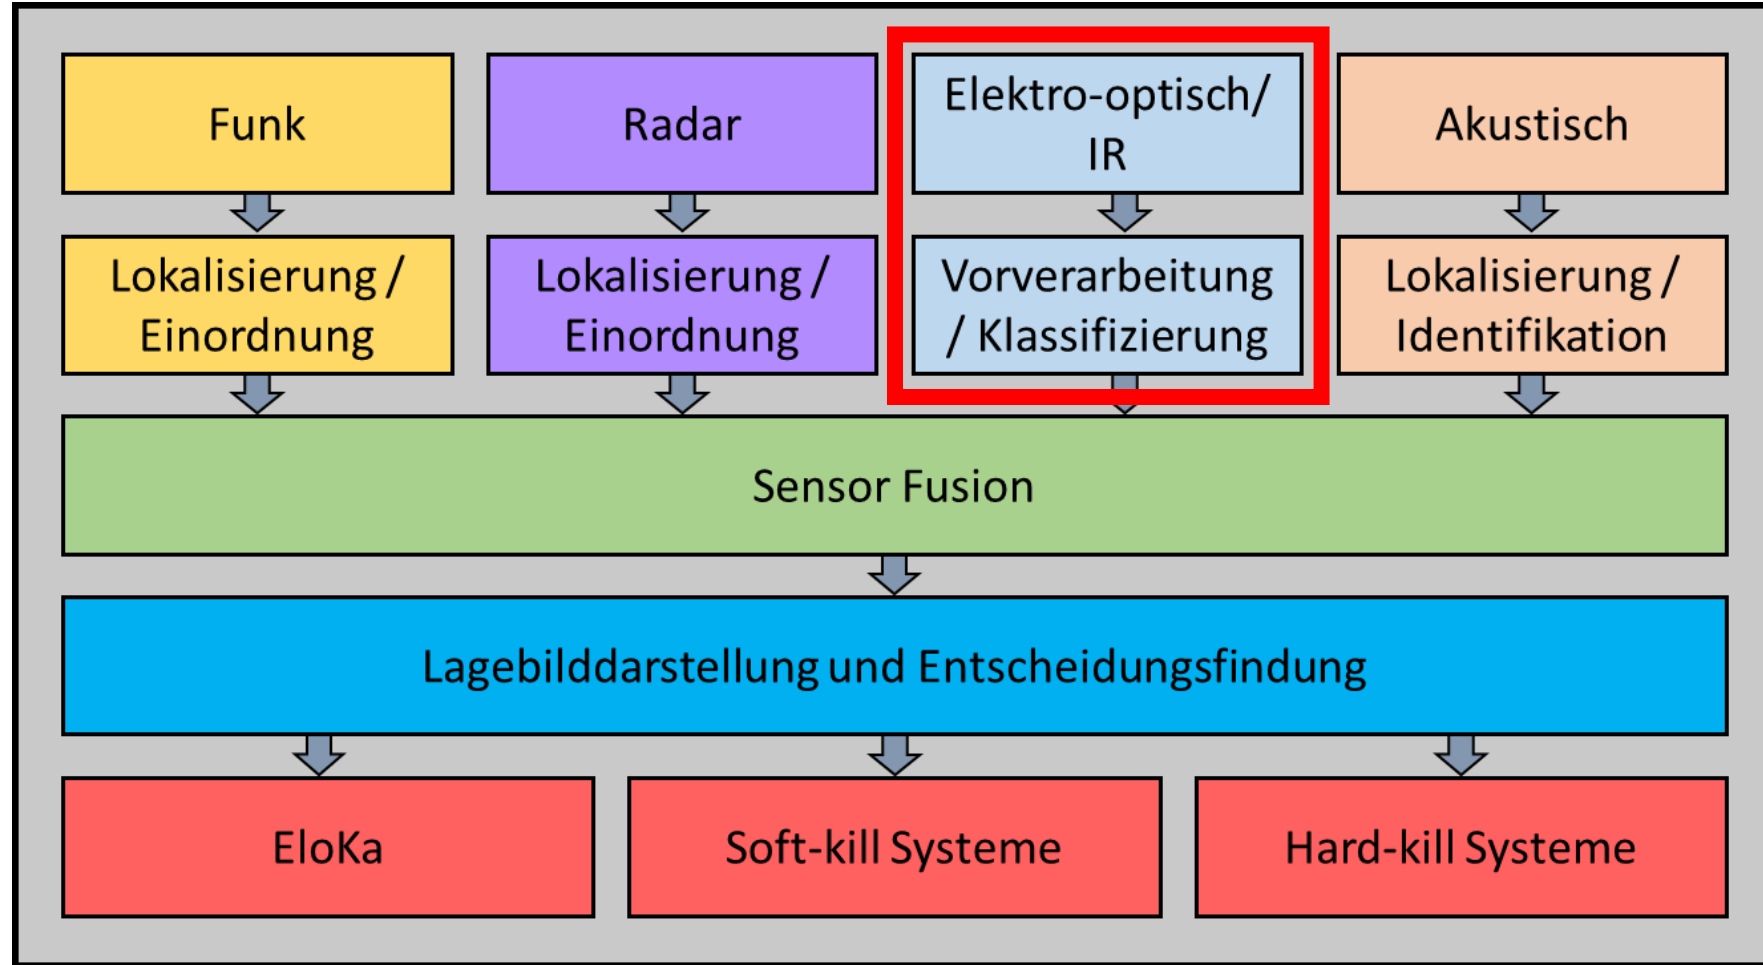 Funk
Radar
Elektro-optisch/
IR
Akustisch
Lokalisierung /
Einordnung
Lokalisierung /
Einordnung
Vorverarbeitung
/ Klassifizierung
Lokalisierung /
Identifikation
Sensor Fusion
Lagebilddarstellung und Entscheidungsfindung
EloKa
Soft-kill Systeme
Hard-kill Systeme